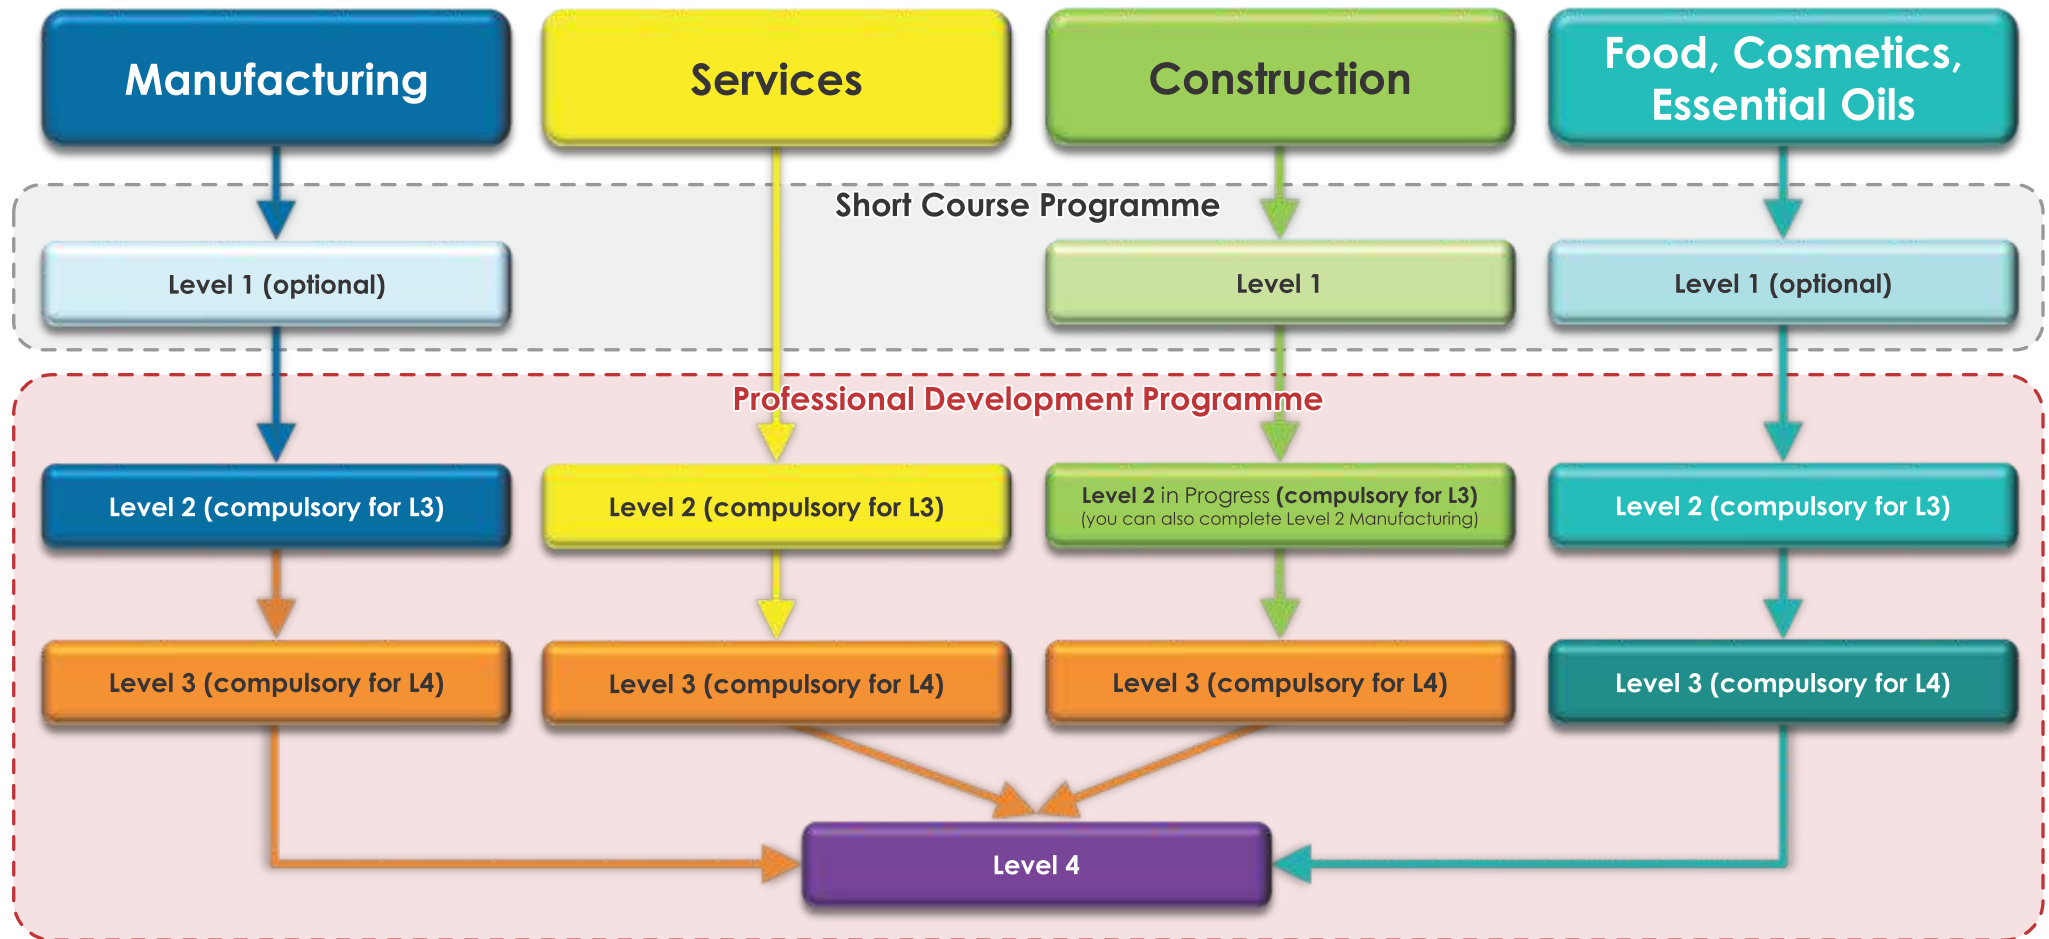 Manufacturing
Services
Construction
Food, Cosmetics,
Essential Oils
Short Course Programme
Level 1 (optional)
Level 1
Level 1 (optional)
Professional Development Programme
Level 2 (compulsory for L3)
Level 2 (compulsory for L3)
Level 2 in Progress (compulsory for L3)
(you can also complete Level 2 Manufacturing)
Level 2 (compulsory for L3)
Level 3 (compulsory for L4)
Level 3 (compulsory for L4)
Level 3 (compulsory for L4)
Level 3 (compulsory for L4)
Level 4